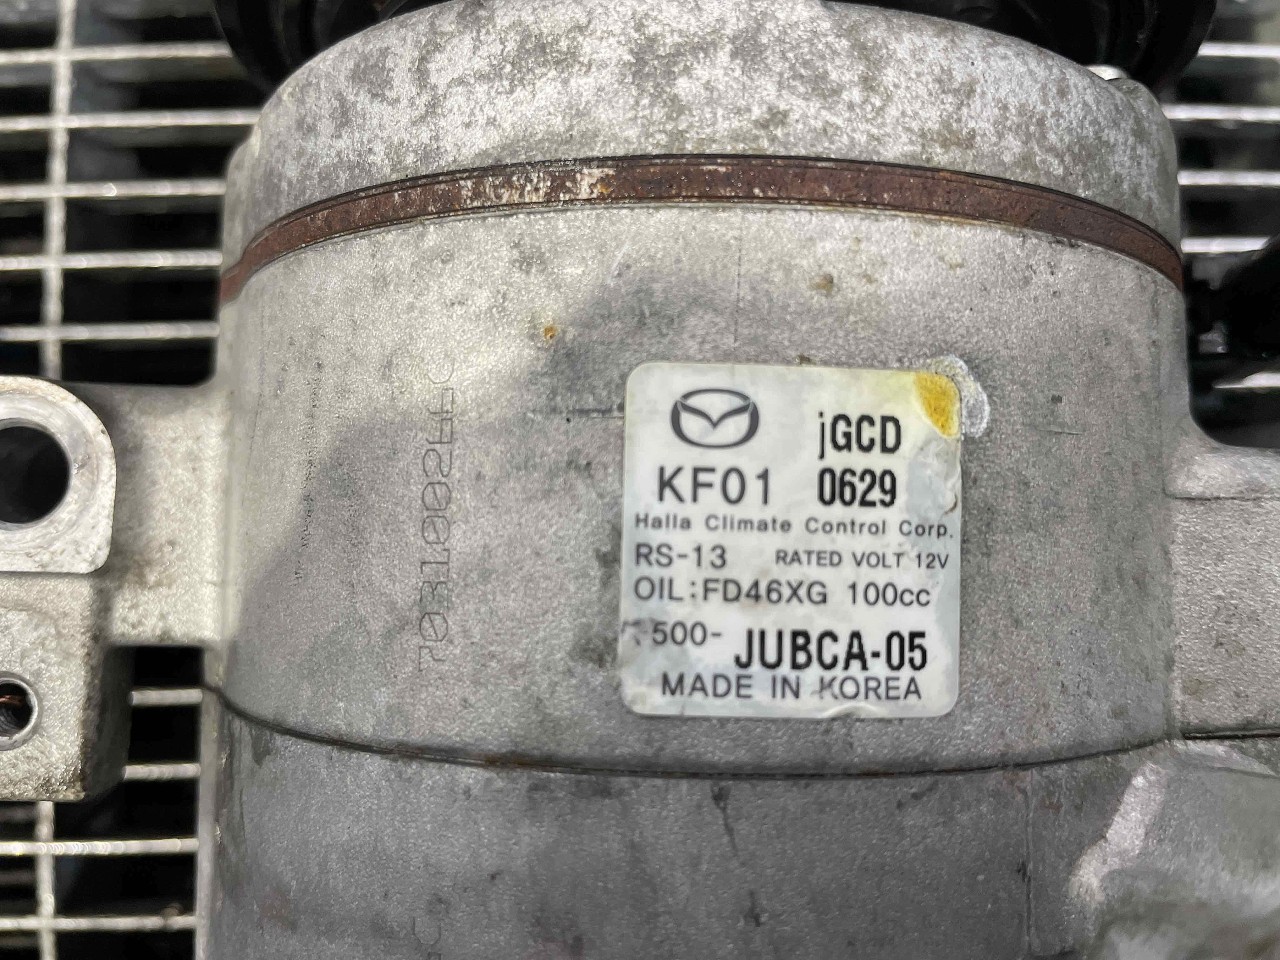 jGCD
KF01 0629
Halla Climate Control Corp.
RS-13 RATED VOLT 12V
OIL:FD46XG 100cc
500- JUBCA-05
MADE IN KOREA